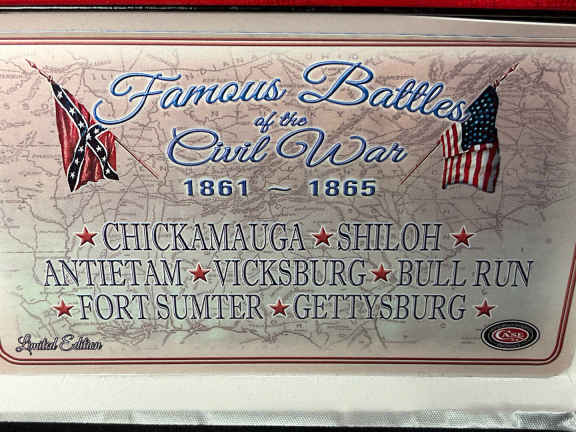 Famous Battles
of the
Civil War
1861 ~ 1865
★ CHICKAMAUGA ★ SHILOH ★
ANTIETAM ★ VICKSBURG ★ BULL RUN
★ FORT SUMTER ★ GETTYSBURG ★
Limited Edition
CASE